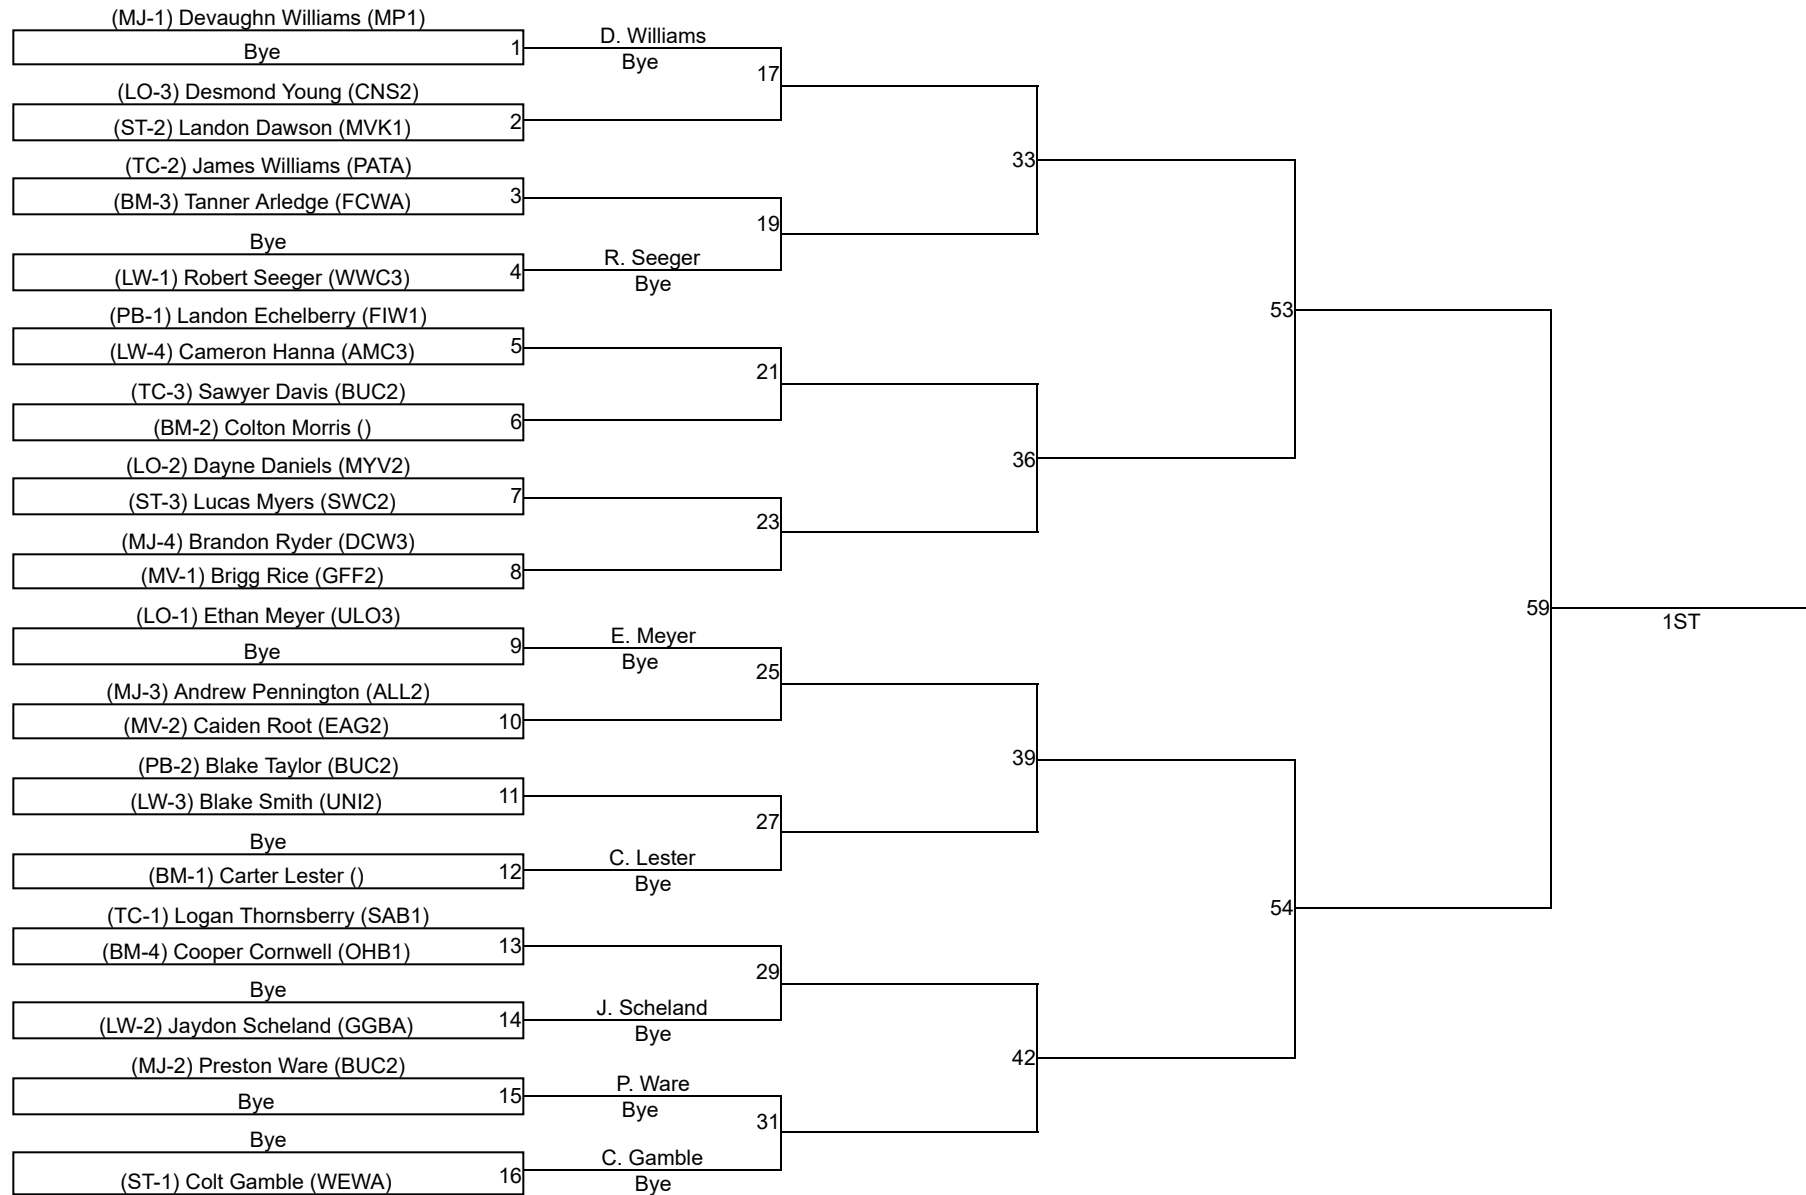 (MJ-1) Devaughn Williams (MP1)
Bye
1
(LO-3) Desmond Young (CNS2)
(ST-2) Landon Dawson (MVK1)
2
(TC-2) James Williams (PATA)
(BM-3) Tanner Arledge (FCWA)
3
Bye
(LW-1) Robert Seeger (WWC3)
4
(PB-1) Landon Echelberry (FIW1)
(LW-4) Cameron Hanna (AMC3)
5
(TC-3) Sawyer Davis (BUC2)
(BM-2) Colton Morris ()
6
(LO-2) Dayne Daniels (MYV2)
(ST-3) Lucas Myers (SWC2)
7
(MJ-4) Brandon Ryder (DCW3)
(MV-1) Brigg Rice (GFF2)
8
(LO-1) Ethan Meyer (ULO3)
Bye
9
(MJ-3) Andrew Pennington (ALL2)
(MV-2) Caiden Root (EAG2)
10
(PB-2) Blake Taylor (BUC2)
(LW-3) Blake Smith (UNI2)
11
Bye
(BM-1) Carter Lester ()
12
(TC-1) Logan Thornsberry (SAB1)
(BM-4) Cooper Cornwell (OHB1)
13
Bye
(LW-2) Jaydon Scheland (GGBA)
14
(MJ-2) Preston Ware (BUC2)
Bye
15
Bye
(ST-1) Colt Gamble (WEWA)
16
D. Williams
Bye
17
19
R. Seeger
Bye
21
23
E. Meyer
Bye
25
27
C. Lester
Bye
29
J. Scheland
Bye
P. Ware
Bye
31
C. Gamble
Bye
33
36
39
42
53
54
59
1ST